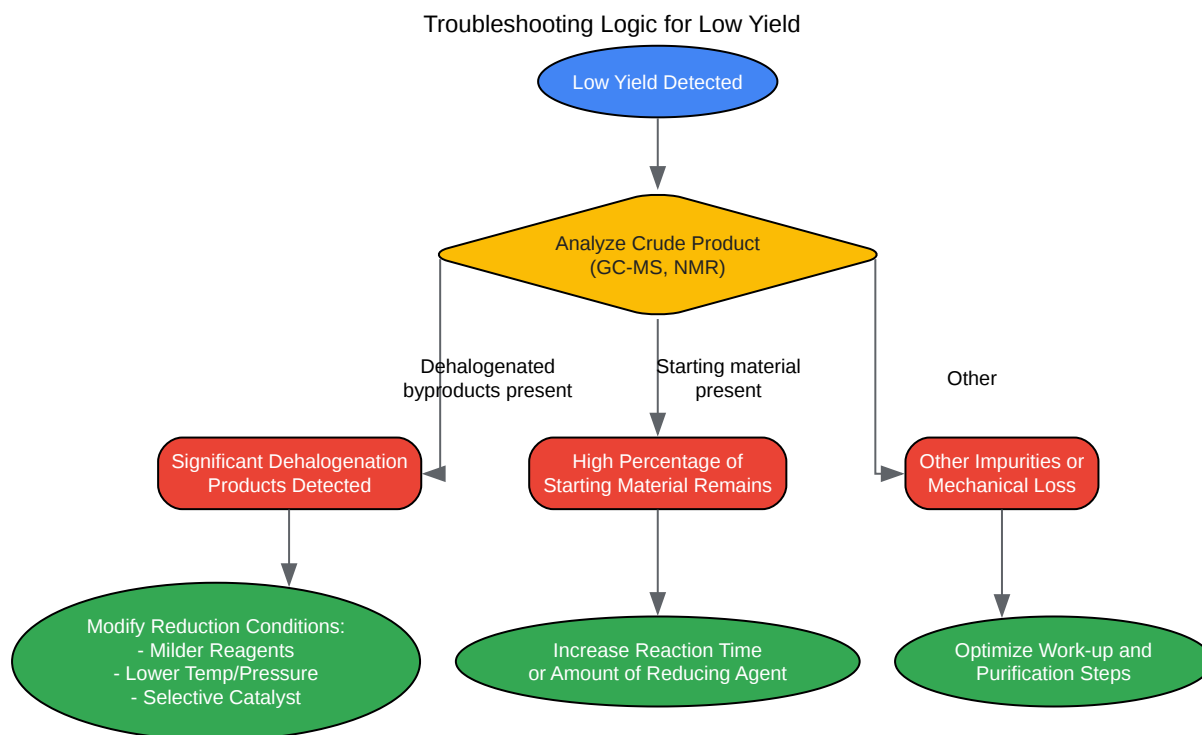 Troubleshooting Logic for Low Yield
Low Yield Detected
Analyze Crude Product
(GC-MS, NMR)
Dehalogenated
byproducts present
Starting material
present
Other
Significant Dehalogenation
Products Detected
High Percentage of
Starting Material Remains
Other Impurities or
Mechanical Loss
Modify Reduction Conditions:
- Milder Reagents
- Lower Temp/Pressure
- Selective Catalyst
Increase Reaction Time
or Amount of Reducing Agent
Optimize Work-up and
Purification Steps